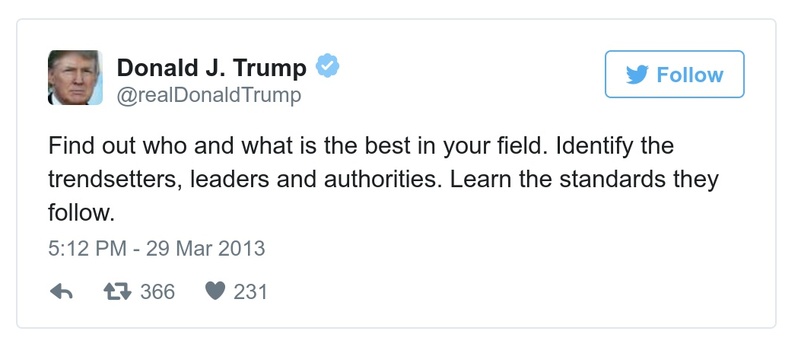 Donald J. Trump
@realDonaldTrump
Follow
Find out who and what is the best in your field. Identify the
trendsetters, leaders and authorities. Learn the standards they
follow.
5:12 PM - 29 Mar 2013
366 231